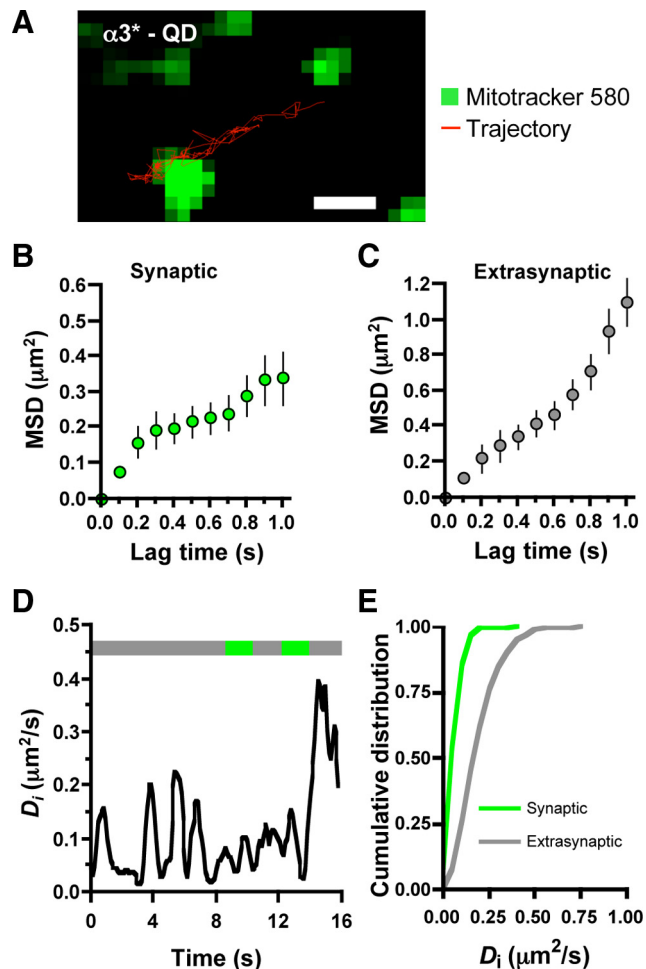 A
α3* - QD
Mitotracker 580
Trajectory
B
Synaptic
MSD (μm²)
0.6
0.5
0.4
0.3
0.2
0.1
0.0
0.0 0.2 0.4 0.6 0.8 1.0
Lag time (s)
C
Extrasynaptic
MSD (μm²)
1.2
1.0
0.8
0.6
0.4
0.2
0.0
0.0 0.2 0.4 0.6 0.8 1.0
Lag time (s)
D
Di (μm²/s)
0.5
0.4
0.3
0.2
0.1
0.0
0 4 8 12 16
Time (s)
E
Cumulative distribution
1.00
0.75
0.50
0.25
0.00
Synaptic
Extrasynaptic
0.00 0.25 0.50 0.75 1.00
Di (μm²/s)